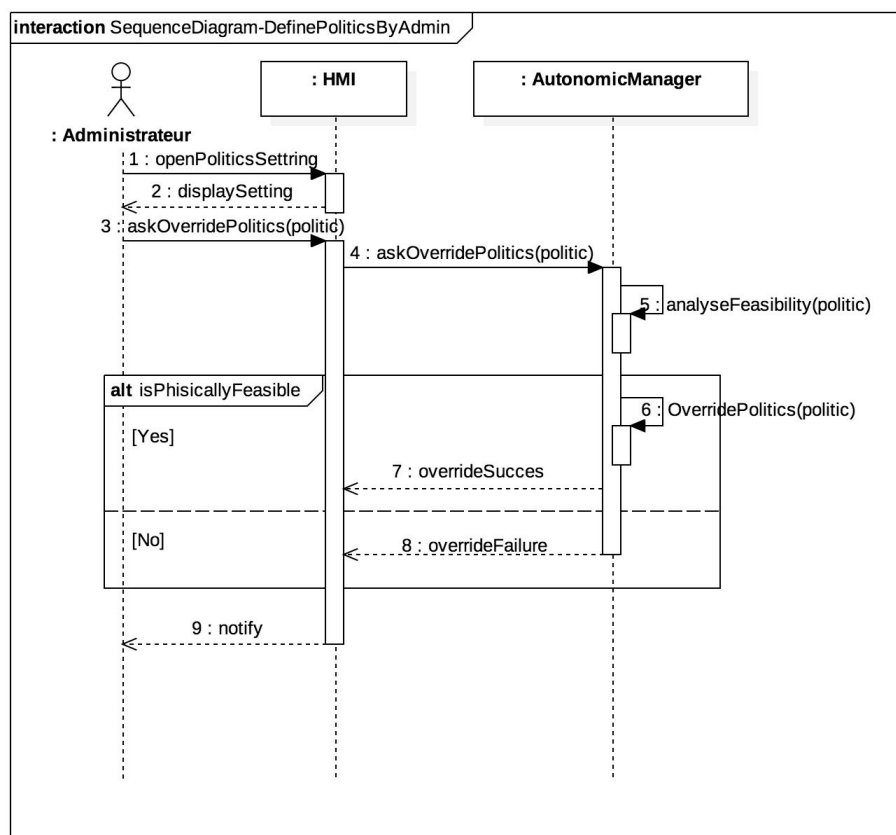 interaction SequenceDiagram-DefinePoliticsByAdmin
: HMI
: AutonomicManager
: Administrateur
1 : openPoliticsSettring
2 : displaySetting
3 : askOverridePolitics(politic)
4 : askOverridePolitics(politic)
5 : analyseFeasibility(politic)
alt isPhisicallyFeasible
6 : OverridePolitics(politic)
[Yes]
7 : overrideSucces
[No]
8 : overrideFailure
9 : notify